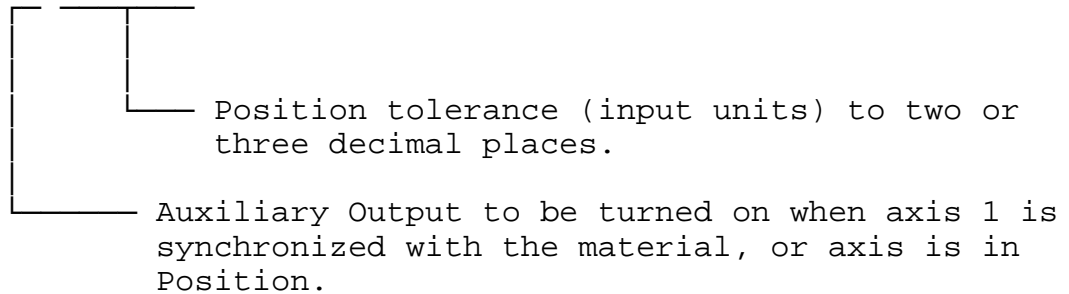 Position tolerance (input units) to two or
three decimal places.
Auxiliary Output to be turned on when axis 1 is
synchronized with the material, or axis is in
Position.